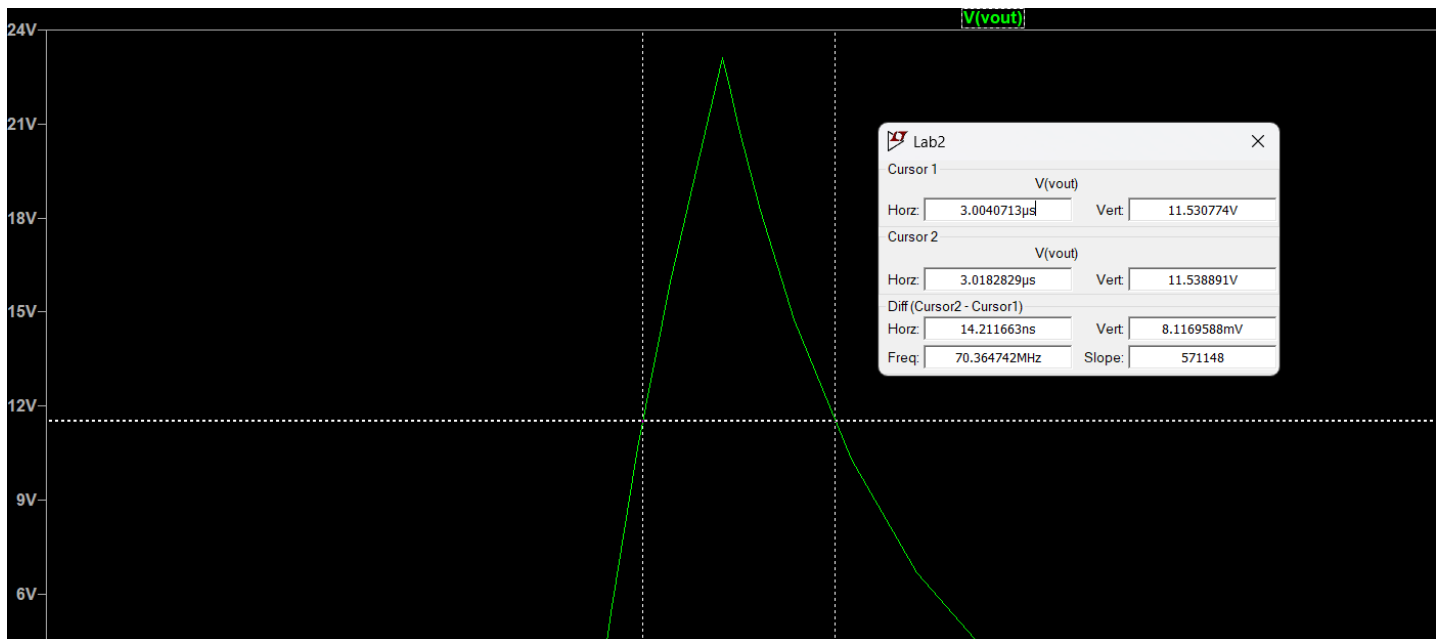 V(vout)
24V
21V
18V
15V
12V
9V
6V
Lab2
Cursor 1
V(vout)
Horz: 3.0040713µs Vert: 11.530774V
Cursor 2
V(vout)
Horz: 3.0182829µs Vert: 11.538891V
Diff (Cursor2 - Cursor1)
Horz: 14.211663ns Vert: 8.1169588mV
Freq: 70.364742MHz Slope: 571148